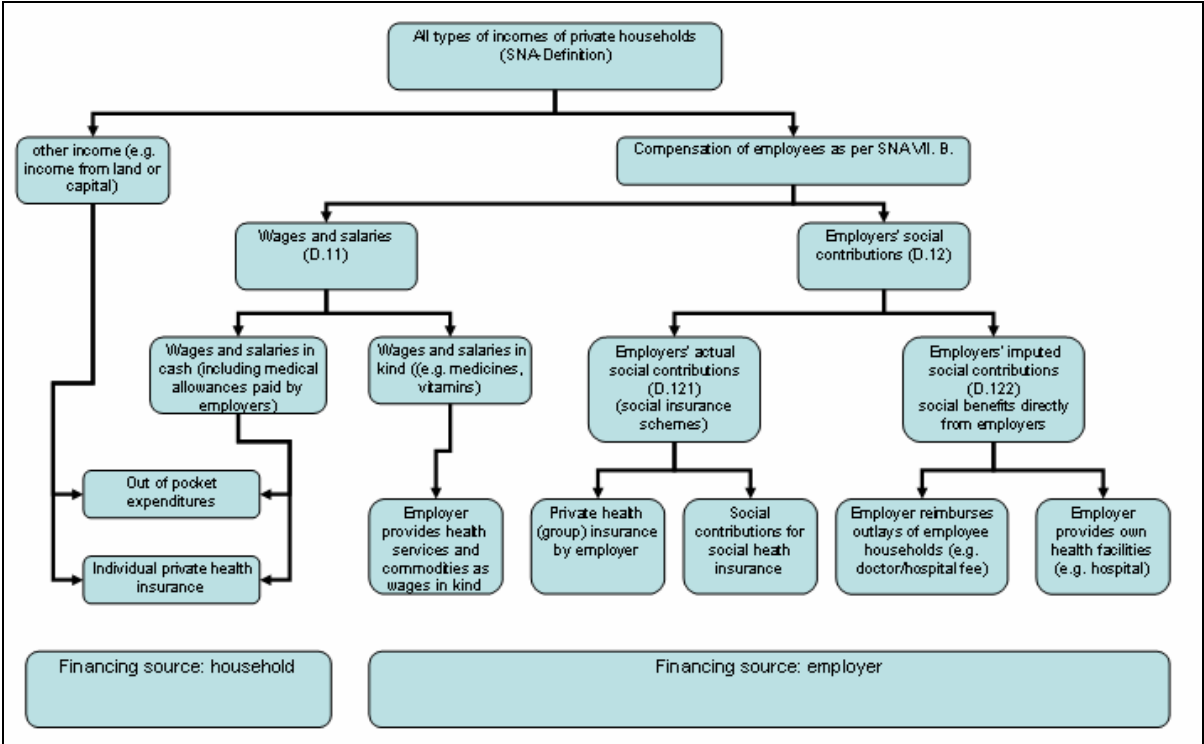 All types of incomes of private households
(SNA-Definition)
other income (e.g.
income from land or
capital)
Compensation of employees as per SNA VII. B.
Wages and salaries
(D.11)
Employers' social
contributions (D.12)
Wages and salaries in
cash (including medical
allowances paid by
employers)
Wages and salaries in
kind ((e.g. medicines,
vitamins)
Employers' actual
social contributions
(D.121)
(social insurance
schemes)
Employers' imputed
social contributions
(D.122)
social benefits directly
from employers
Out of pocket
expenditures
Individual private health
insurance
Employer
provides health
services and
commodities as
wages in kind
Private health
(group) insurance
by employer
Social
contributions for
social heath
insurance
Employer reimburses
outlays of employee
households (e.g.
doctor/hospital fee)
Employer
provides own
health facilities
(e.g. hospital)
Financing source: household
Financing source: employer